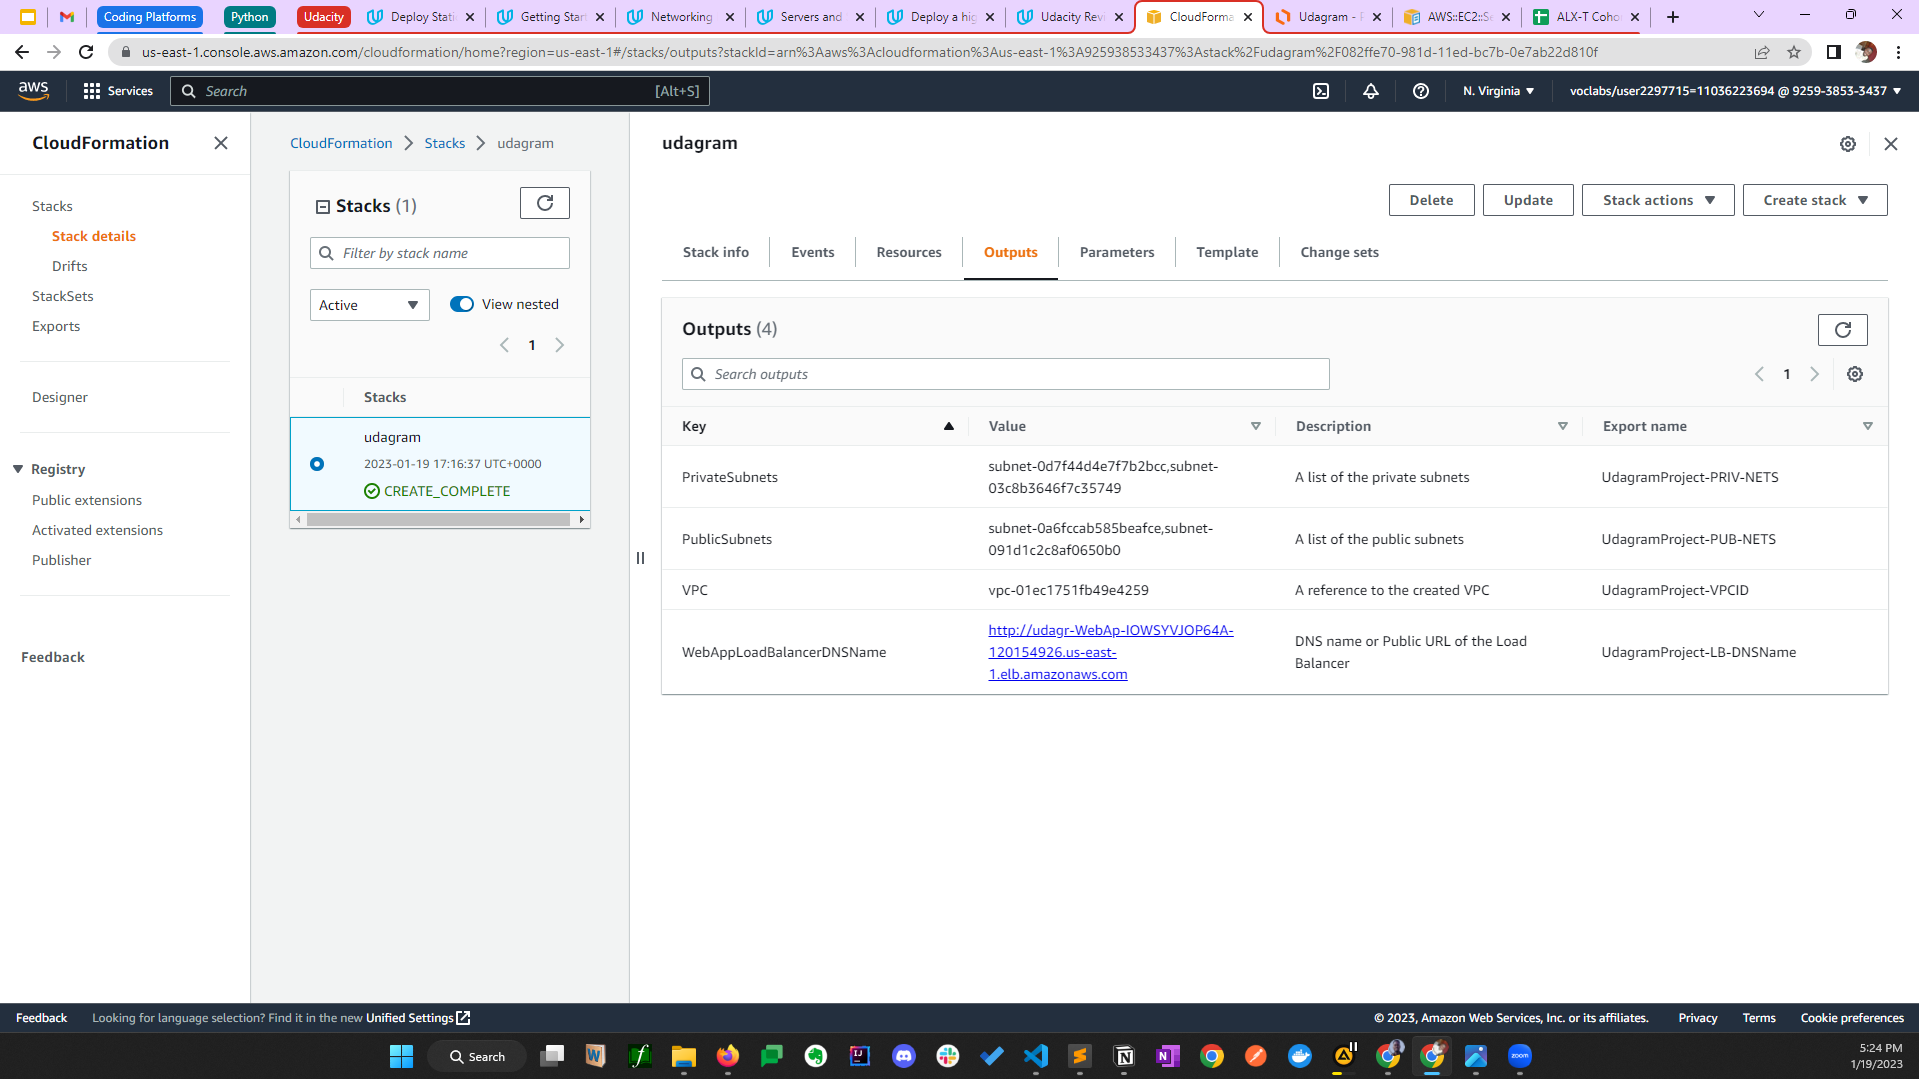 Coding Platforms
Python
Udacity
Deploy Stati
Getting Star
Networking
Servers and
Deploy a hig
Udacity Revi
CloudForma
Udagram - P
AWS::EC2::Se
ALX-T Coho
us-east-1.console.aws.amazon.com/cloudformation/home?region=us-east-1#/stacks/outputs?stackId=arn%3Aaws%3Acloudformation%3Aus-east-1%3A925938533437%3Astack%2Fudagram%2F082ffe70-981d-11ed-bc7b-0e7ab22d810f
aws
Services
Search
[Alt+S]
N. Virginia
voclabs/user2297715=11036223694 @ 9259-3853-3437
CloudFormation
Stacks
Stack details
Drifts
StackSets
Exports
Designer
Registry
Public extensions
Activated extensions
Publisher
Feedback
CloudFormation
Stacks
udagram
Stacks (1)
Filter by stack name
Active
View nested
1
Stacks
udagram
2023-01-19 17:16:37 UTC+0000
CREATE_COMPLETE
udagram
Delete
Update
Stack actions
Create stack
Stack info
Events
Resources
Outputs
Parameters
Template
Change sets
Outputs (4)
Search outputs
1
Key
Value
Description
Export name
PrivateSubnets
subnet-0d7f44d4e7f7b2bcc,subnet-
03c8b3646f7c35749
A list of the private subnets
UdagramProject-PRIV-NETS
PublicSubnets
subnet-0a6fccab585beafce,subnet-
091d1c2c8af0650b0
A list of the public subnets
UdagramProject-PUB-NETS
VPC
vpc-01ec1751fb49e4259
A reference to the created VPC
UdagramProject-VPCID
WebAppLoadBalancerDNSName
http://udagr-WebAp-IOWSYVJOP64A-
120154926.us-east-
1.elb.amazonaws.com
DNS name or Public URL of the Load
Balancer
UdagramProject-LB-DNSName
Feedback
Looking for language selection? Find it in the new Unified Settings
© 2023, Amazon Web Services, Inc. or its affiliates.
Privacy
Terms
Cookie preferences
Search
zoom
5:24 PM
1/19/2023